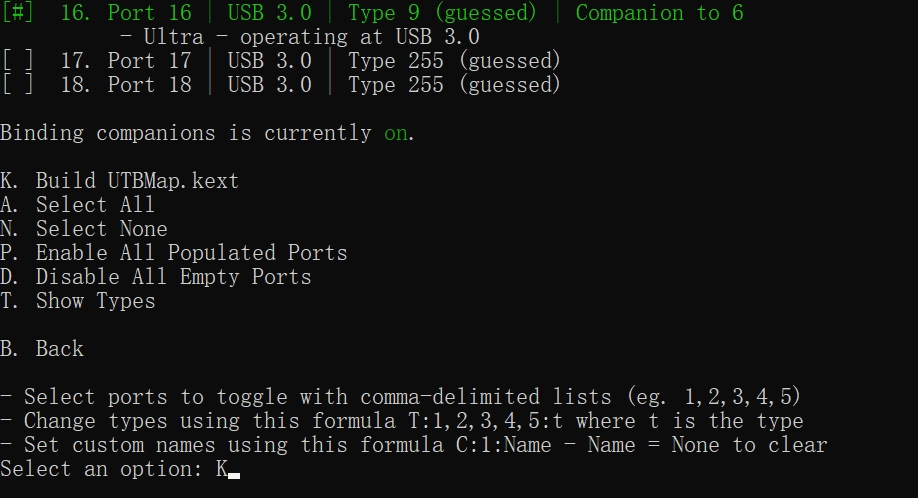 [#] 16. Port 16 | USB 3.0 | Type 9 (guessed) | Companion to 6
- Ultra - operating at USB 3.0
[ ] 17. Port 17 | USB 3.0 | Type 255 (guessed)
[ ] 18. Port 18 | USB 3.0 | Type 255 (guessed)
Binding companions is currently on.
K. Build UTBMap.kext
A. Select All
N. Select None
P. Enable All Populated Ports
D. Disable All Empty Ports
T. Show Types
B. Back
- Select ports to toggle with comma-delimited lists (eg. 1,2,3,4,5)
- Change types using this formula T:1,2,3,4,5:t where t is the type
- Set custom names using this formula C:1:Name - Name = None to clear
Select an option: K